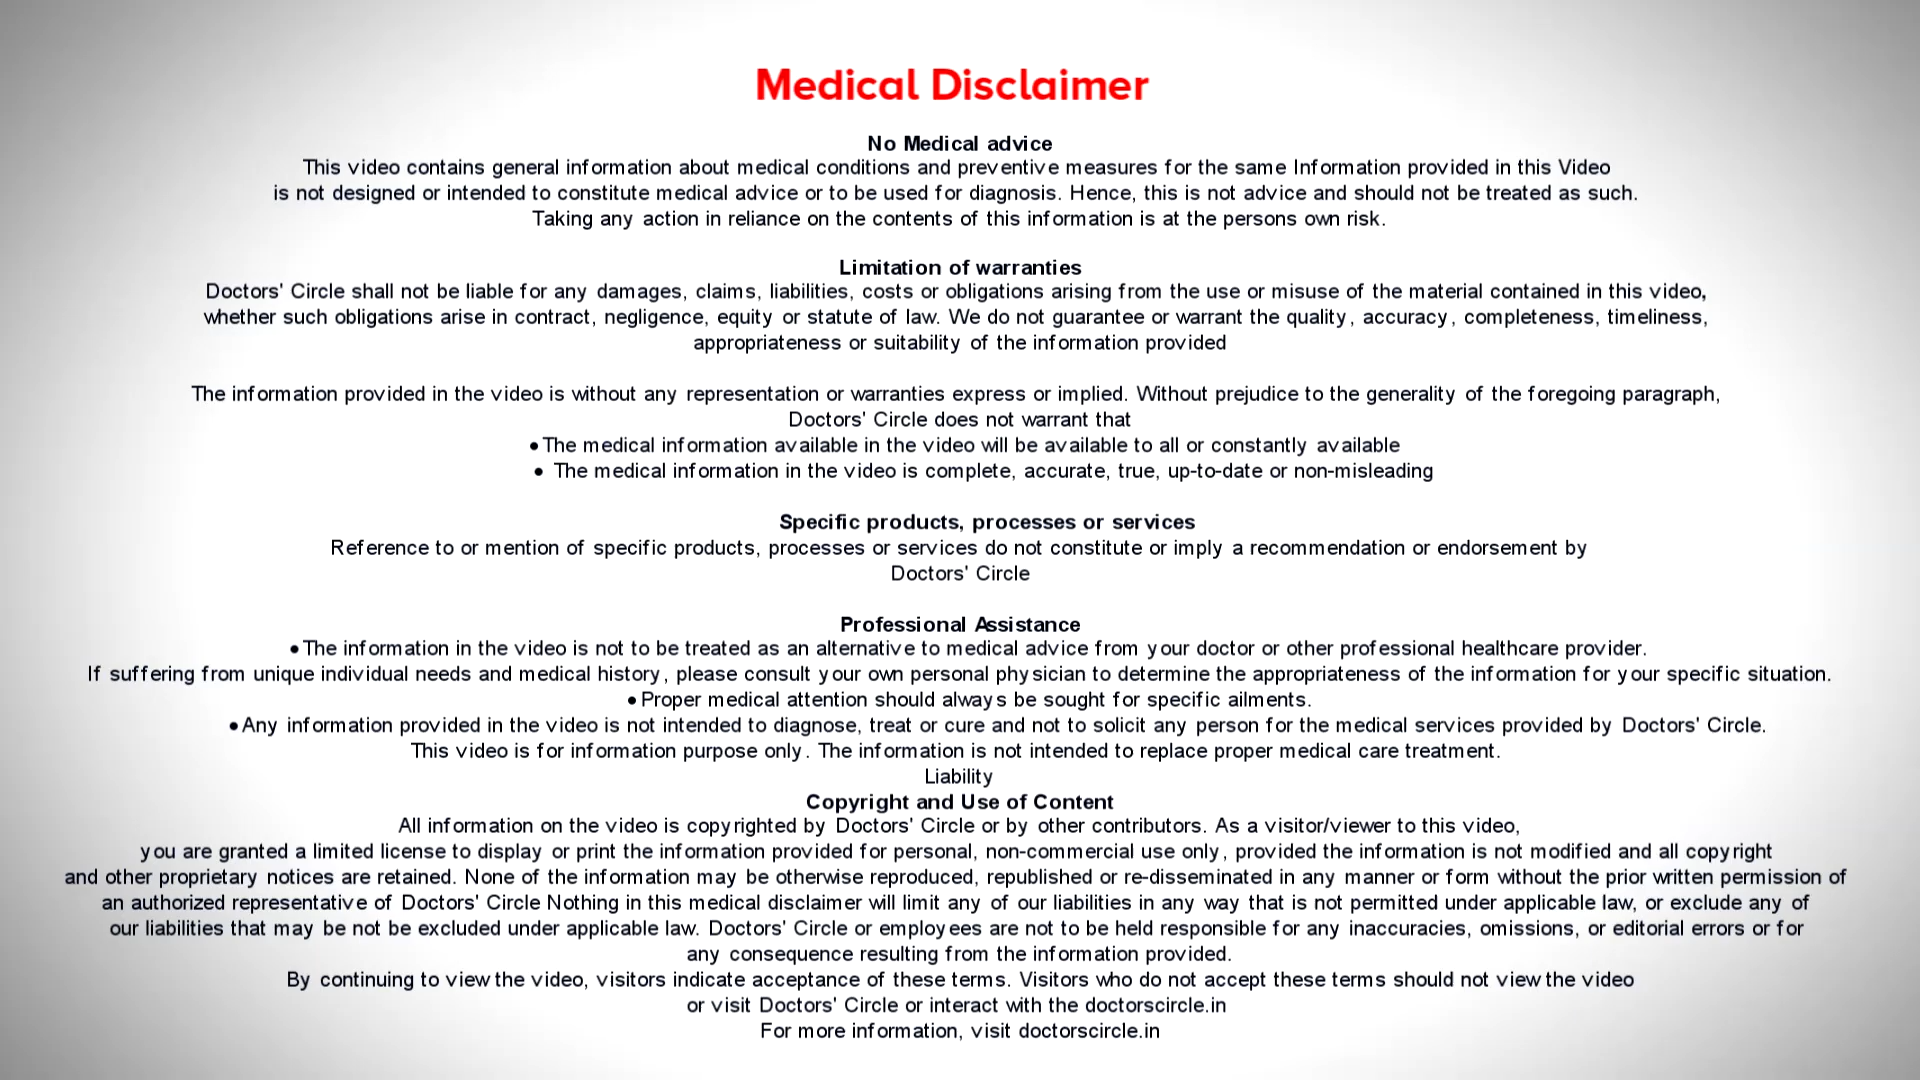 Medical Disclaimer
No Medical advice
This video contains general information about medical conditions and preventive measures for the same Information provided in this Video
is not designed or intended to constitute medical advice or to be used for diagnosis. Hence, this is not advice and should not be treated as such.
Taking any action in reliance on the contents of this information is at the persons own risk.
Limitation of warranties
Doctors' Circle shall not be liable for any damages, claims, liabilities, costs or obligations arising from the use or misuse of the material contained in this video,
whether such obligations arise in contract, negligence, equity or statute of law. We do not guarantee or warrant the quality, accuracy, completeness, timeliness,
appropriateness or suitability of the information provided
The information provided in the video is without any representation or warranties express or implied. Without prejudice to the generality of the foregoing paragraph,
Doctors' Circle does not warrant that
• The medical information available in the video will be available to all or constantly available
• The medical information in the video is complete, accurate, true, up-to-date or non-misleading
Specific products, processes or services
Reference to or mention of specific products, processes or services do not constitute or imply a recommendation or endorsement by
Doctors' Circle
Professional Assistance
• The information in the video is not to be treated as an alternative to medical advice from your doctor or other professional healthcare provider.
If suffering from unique individual needs and medical history, please consult your own personal physician to determine the appropriateness of the information for your specific situation.
• Proper medical attention should always be sought for specific ailments.
• Any information provided in the video is not intended to diagnose, treat or cure and not to solicit any person for the medical services provided by Doctors' Circle.
This video is for information purpose only. The information is not intended to replace proper medical care treatment.
Liability
Copyright and Use of Content
All information on the video is copyrighted by Doctors' Circle or by other contributors. As a visitor/viewer to this video,
you are granted a limited license to display or print the information provided for personal, non-commercial use only, provided the information is not modified and all copyright
and other proprietary notices are retained. None of the information may be otherwise reproduced, republished or re-disseminated in any manner or form without the prior written permission of
an authorized representative of Doctors' Circle Nothing in this medical disclaimer will limit any of our liabilities in any way that is not permitted under applicable law, or exclude any of
our liabilities that may be not be excluded under applicable law. Doctors' Circle or employees are not to be held responsible for any inaccuracies, omissions, or editorial errors or for
any consequence resulting from the information provided.
By continuing to view the video, visitors indicate acceptance of these terms. Visitors who do not accept these terms should not view the video
or visit Doctors' Circle or interact with the doctorscircle.in
For more information, visit doctorscircle.in